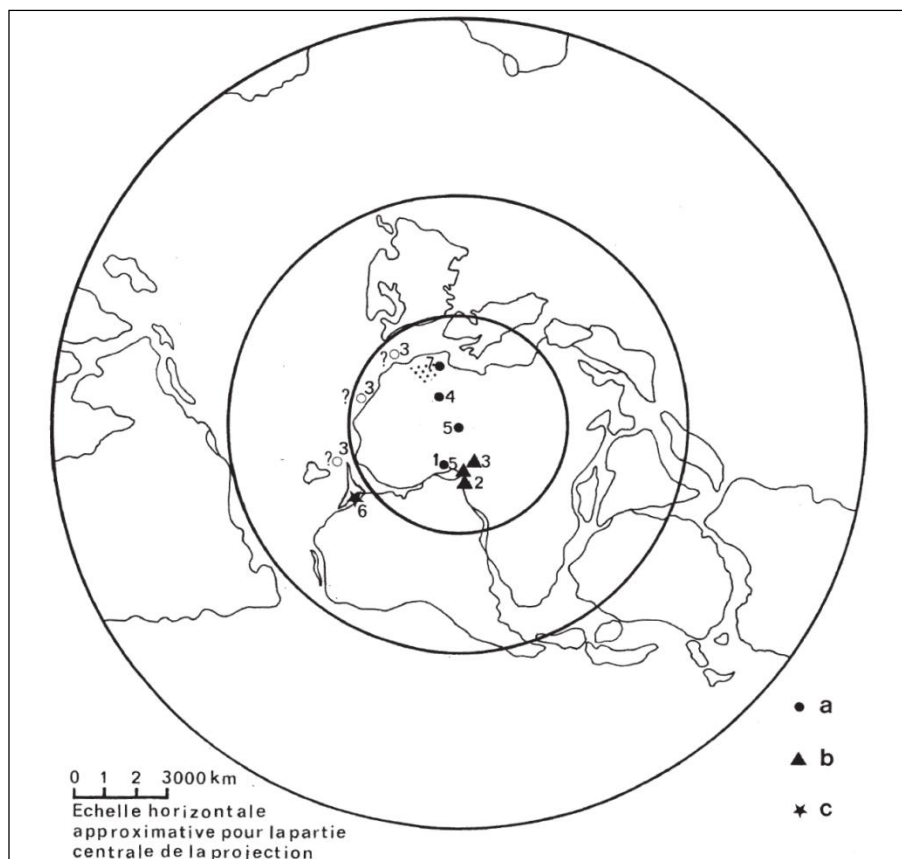 ?
3
7
?
3
4
5
?
3
1
5
3
2
6
a
b
c
0 1 2 3000 km
Echelle horizontale
approximative pour la partie
centrale de la projection